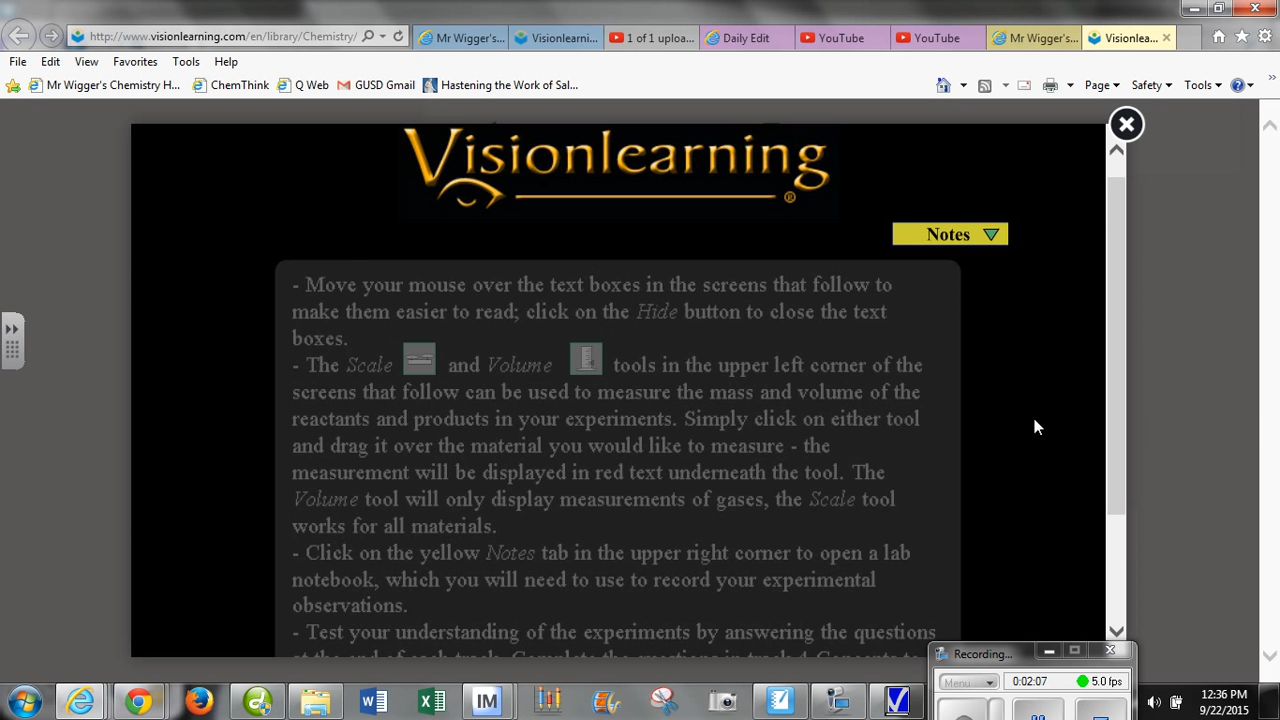 http://www.visionlearning.com/en/library/Chemistry/
Mr Wigger's...
Visionlearni...
1 of 1 uploa...
Daily Edit
YouTube
YouTube
Mr Wigger's...
Visionlea...
File Edit View Favorites Tools Help
Mr Wigger's Chemistry H...
ChemThink
Q Web
GUSD Gmail
Hastening the Work of Sal...
Page
Safety
Tools
Visionlearning ®
Notes
- Move your mouse over the text boxes in the screens that follow to
make them easier to read; click on the Hide button to close the text
boxes.
- The Scale and Volume tools in the upper left corner of the
screens that follow can be used to measure the mass and volume of the
reactants and products in your experiments. Simply click on either tool
and drag it over the material you would like to measure - the
measurement will be displayed in red text underneath the tool. The
Volume tool will only display measurements of gases, the Scale tool
works for all materials.
- Click on the yellow Notes tab in the upper right corner to open a lab
notebook, which you will need to use to record your experimental
observations.
- Test your understanding of the experiments by answering the questions
Recording...
Menu
0:02:07
5.0 fps
IM
12:36 PM
9/22/2015